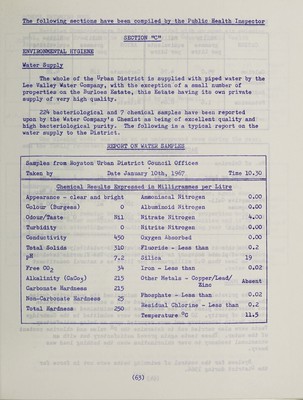 The following sections have been compiled by the Public Health Inspector
SECTION "C"
ENVIRONMENTAL HYGIENE
Water Supply
The whole of the Urban District is supplied with piped water by the
Lee Valley Water Company, with the exception of a small number of
properties on the Burloes Estate, this Estate having its own private
supply of very high quality.
224 bacteriological and 7 chemical samples have been reported
upon by the Water Company's Chemist as being of excellent quality and
high bacteriological purity. The following is a typical report on the
water supply to the District.
REPORT ON WATER SAMPLES
Samples from Royston Urban District Council Offices
Taken by Date January 10th, 1967 Time 10.30
Chemical Results Expressed in Milligrammes per Litre
Appearance - clear and bright Ammoniacal Nitrogen 0.00
Colour (Burgess) 0 Albuminoid Nitrogen 0.00
Odour/Taste Nil Nitrate Nitrogen 4.00
Turbidity 0 Nitrite Nitrogen 0.00
Conductivity 450 Oxygen Absorbed 0.00
Total Solids 310 Fluoride - Less than 0.2
pH 7.2 Silica 19
Free CO2 34 Iron - Less than 0.02
Alkalinity (CaCo3) 215 Other Metals - Copper/Lead/
Zinc Absent
Carbonate Hardness 215
Phosphate - Less than 0.02
Non-Carbonate Hardness 25
Residual Chlorine - Less than 0.2
Total Hardness 250
Temperature °C 11.5
(63)